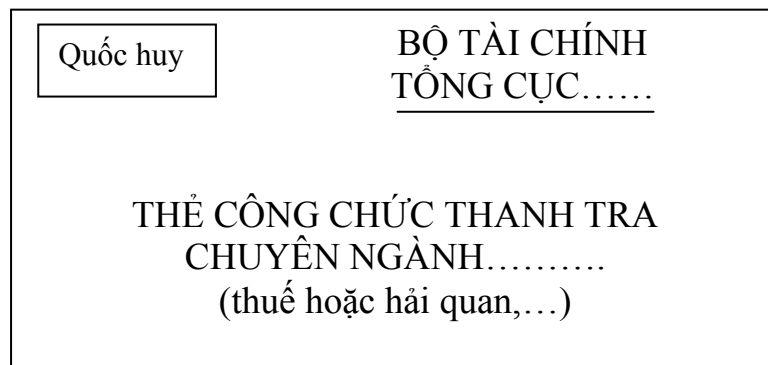 Quốc huy
BỘ TÀI CHÍNH
TỔNG CỤC……
THẺ CÔNG CHỨC THANH TRA
CHUYÊN NGÀNH……….
(thuế hoặc hải quan,…)